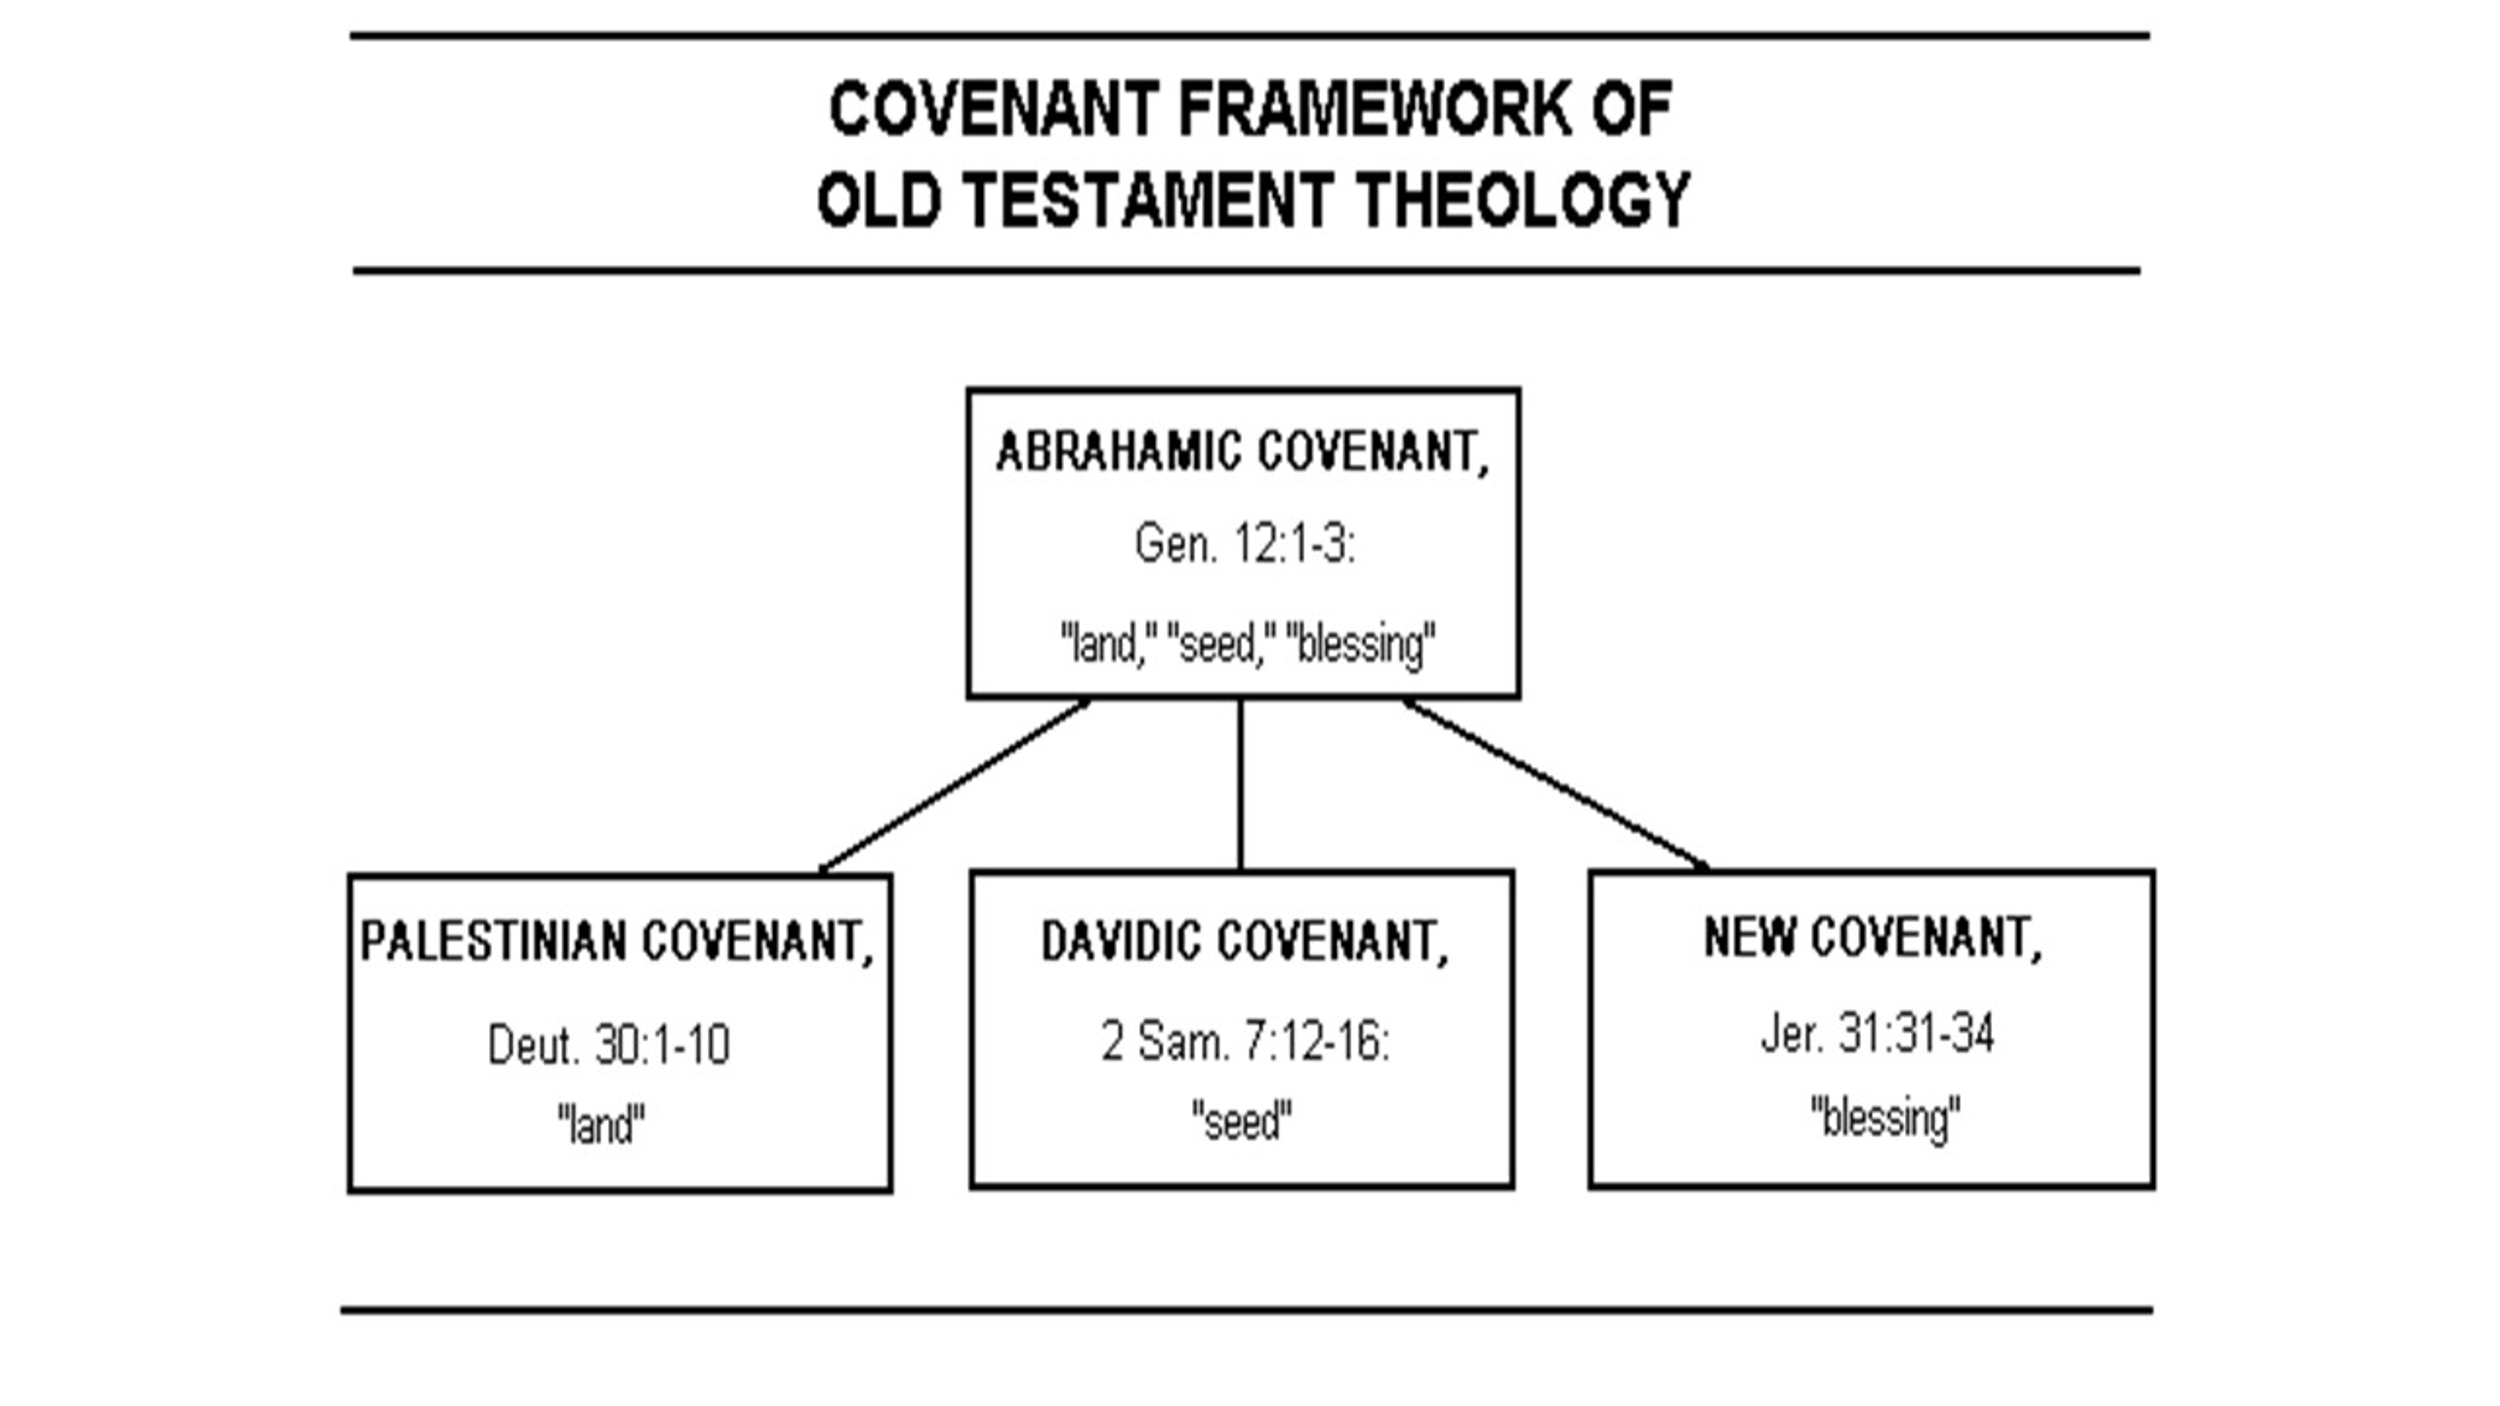 COVENANT FRAMEWORK OF
OLD TESTAMENT THEOLOGY
ABRAHAMIC COVENANT,
Gen. 12:1-3:
"land," "seed," "blessing"
PALESTINIAN COVENANT,
Deut. 30:1-10
"land"
DAVIDIC COVENANT,
2 Sam. 7:12-16:
"seed"
NEW COVENANT,
Jer. 31:31-34
"blessing"